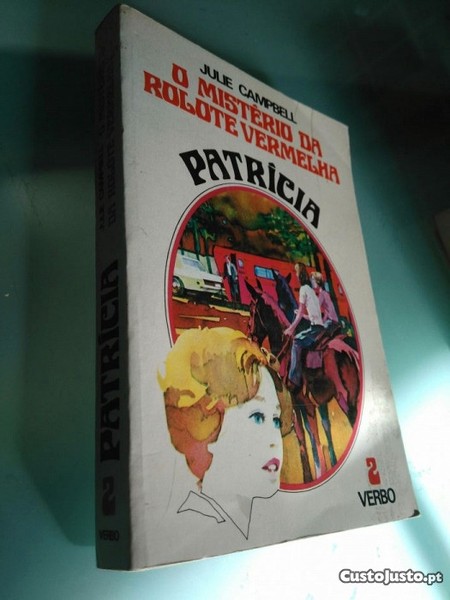 JULIE CAMPBELL
O MISTÉRIO DA
ROLOTE VERMELHA
PATRÍCIA
2
VERBO
PATRÍCIA
2
VERBO
CustoJusto.pt